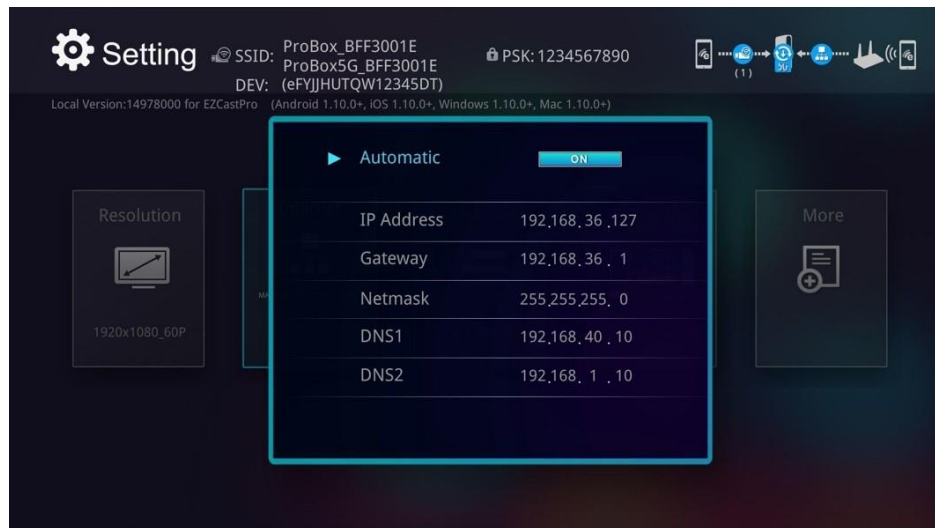 Setting
SSID: ProBox_BFF3001E
ProBox5G_BFF3001E
PSK: 1234567890
DEV: (eFYJJHUTQW12345DT)
(1)
Local Version:14978000 for EZCastPro (Android 1.10.0+, iOS 1.10.0+, Windows 1.10.0+, Mac 1.10.0+)
Automatic ON
IP Address 192.168.36.127
Gateway 192.168.36.1
Netmask 255.255.255.0
DNS1 192.168.40.10
DNS2 192.168.1.10
Resolution
1920x1080_60P
More